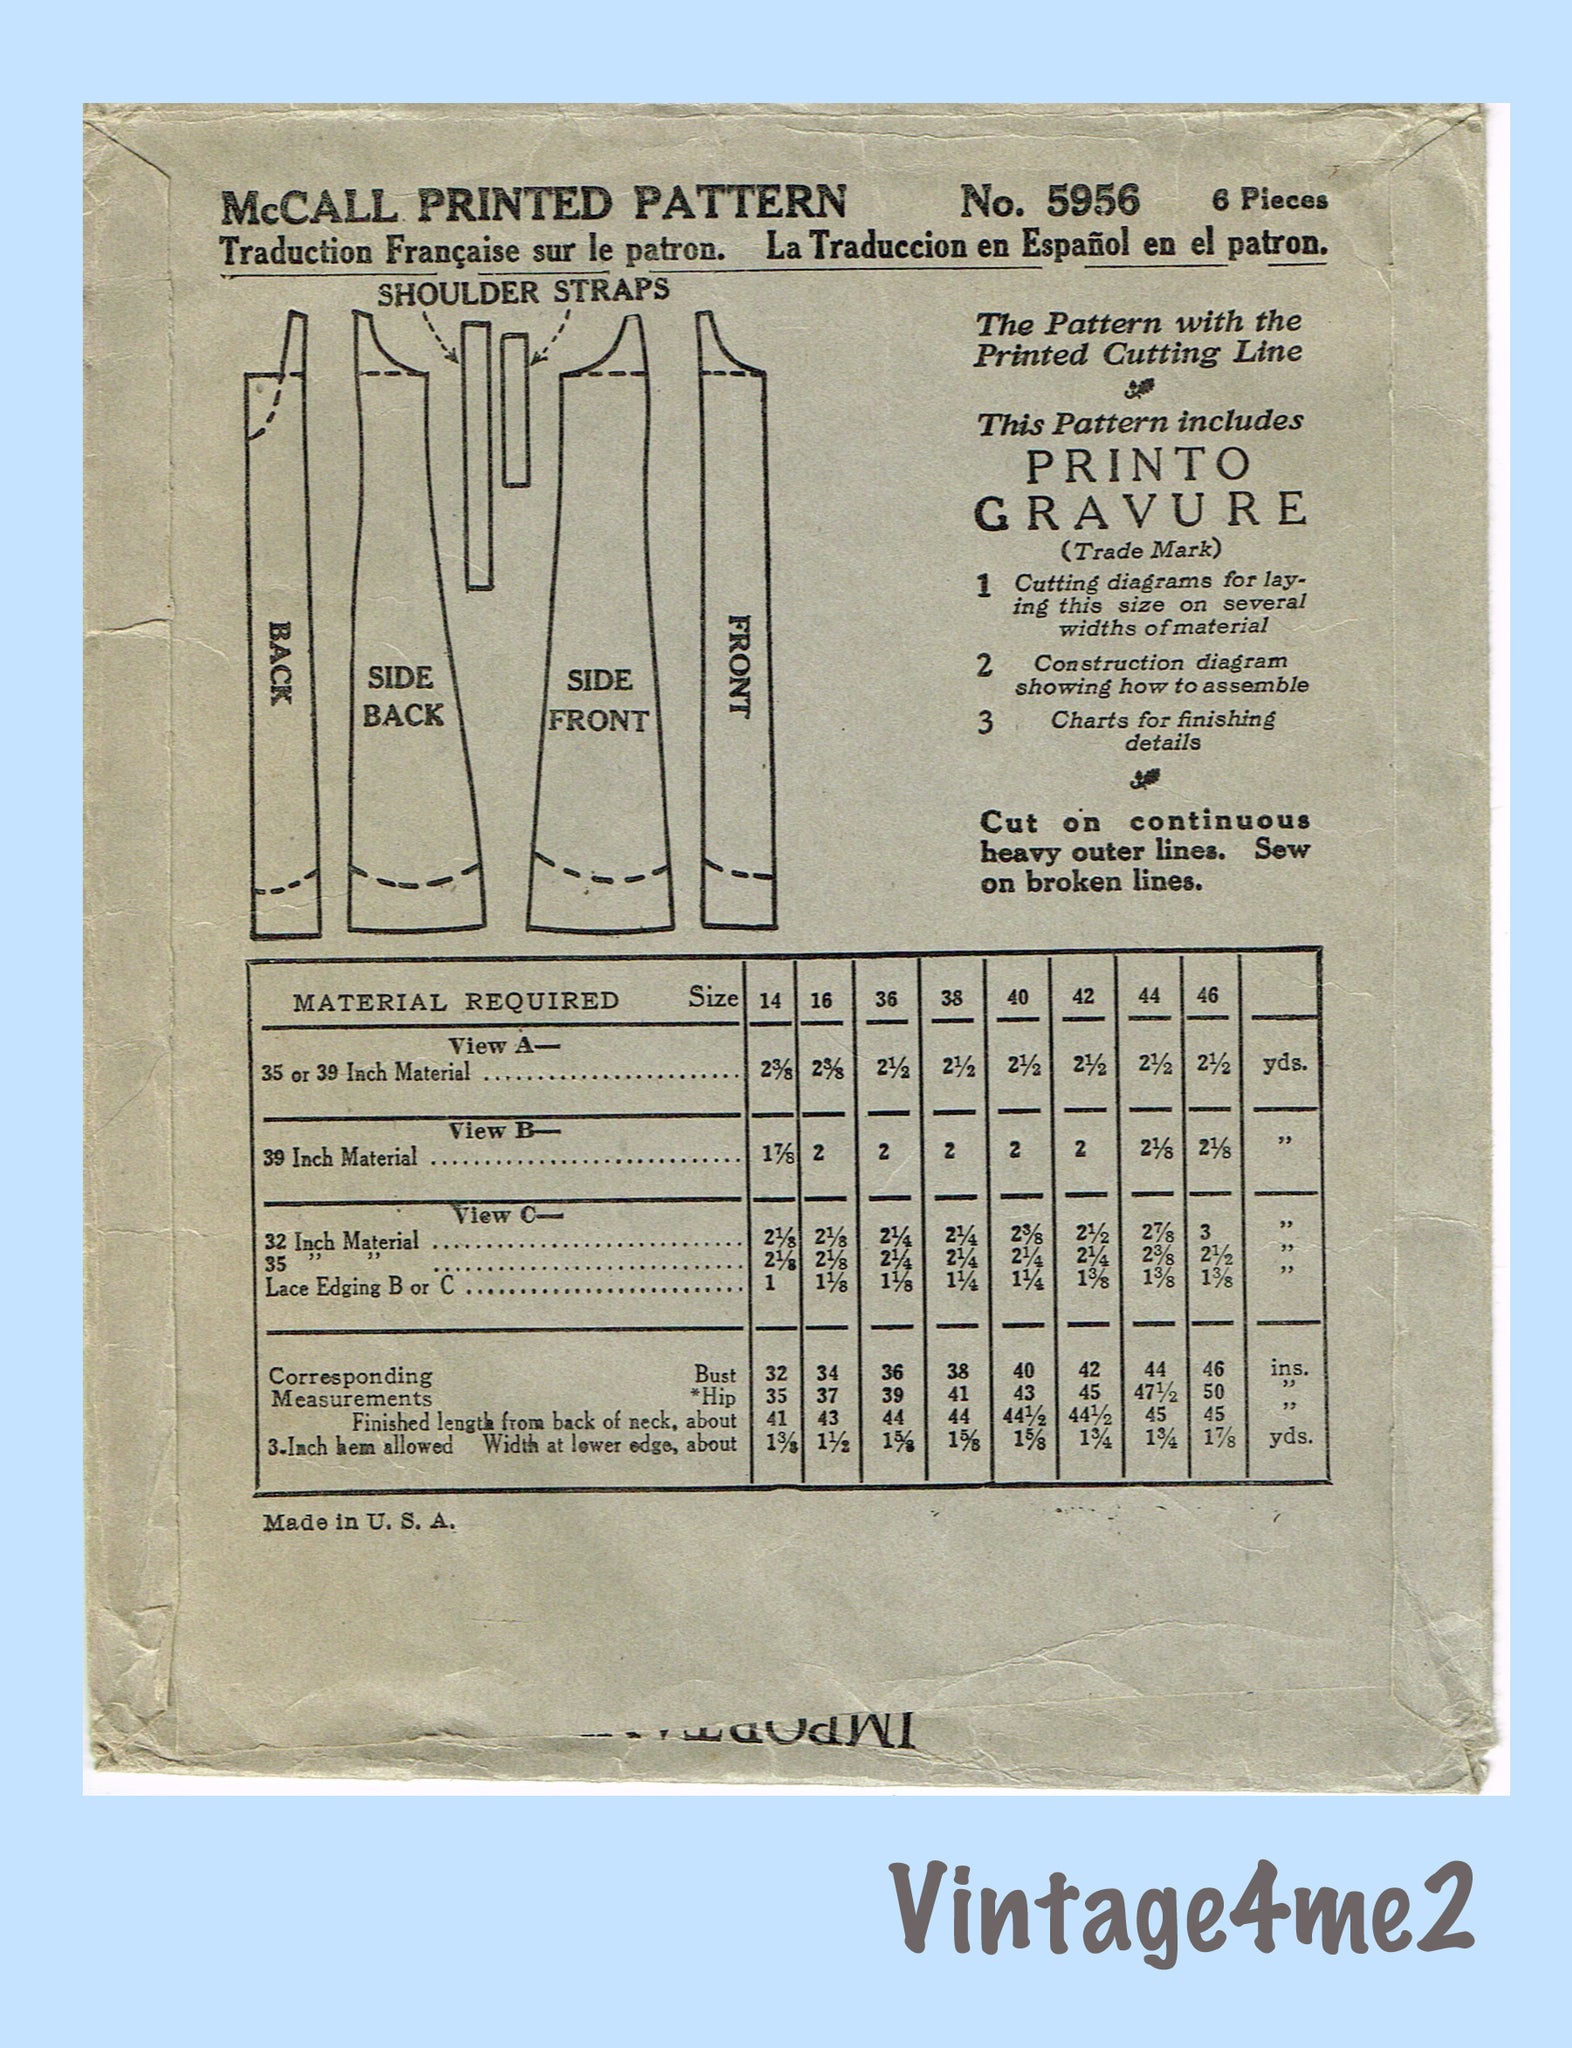 McCALL PRINTED PATTERN No. 5956 6 Pieces
Traduction Française sur le patron. La Traduccion en Español en el patron.
SHOULDER STRAPS
BACK
SIDE
BACK
SIDE
FRONT
FRONT
The Pattern with the
Printed Cutting Line
This Pattern includes
PRINTO
GRAVURE
(Trade Mark)
1 Cutting diagrams for lay-
ing this size on several
widths of material
2 Construction diagram
showing how to assemble
3 Charts for finishing
details
Cut on continuous
heavy outer lines. Sew
on broken lines.
MATERIAL REQUIRED Size 14 16 36 38 40 42 44 46
View A—
35 or 39 Inch Material ........................ 2⅜ 2⅜ 2½ 2½ 2½ 2½ 2½ 2½ yds.
View B—
39 Inch Material ............................. 1⅞ 2 2 2 2 2 2⅛ 2⅛ ”
View C—
32 Inch Material ............................. 2⅛ 2⅛ 2¼ 2¼ 2⅜ 2½ 2⅞ 3 ”
35 ” ” ............................. 2⅛ 2⅛ 2¼ 2¼ 2¼ 2¼ 2⅜ 2½ ”
Lace Edging B or C .......................... 1 1⅛ 1⅛ 1¼ 1¼ 1⅜ 1⅜ 1⅜ ”
Corresponding Bust 32 34 36 38 40 42 44 46 ins.
Measurements *Hip 35 37 39 41 43 45 47½ 50 ”
Finished length from back of neck, about 41 43 44 44 44½ 44½ 45 45 ”
3-Inch hem allowed Width at lower edge, about 1⅜ 1½ 1⅝ 1⅝ 1⅝ 1¾ 1¾ 1⅞ yds.
Made in U. S. A.
Vintage4me2